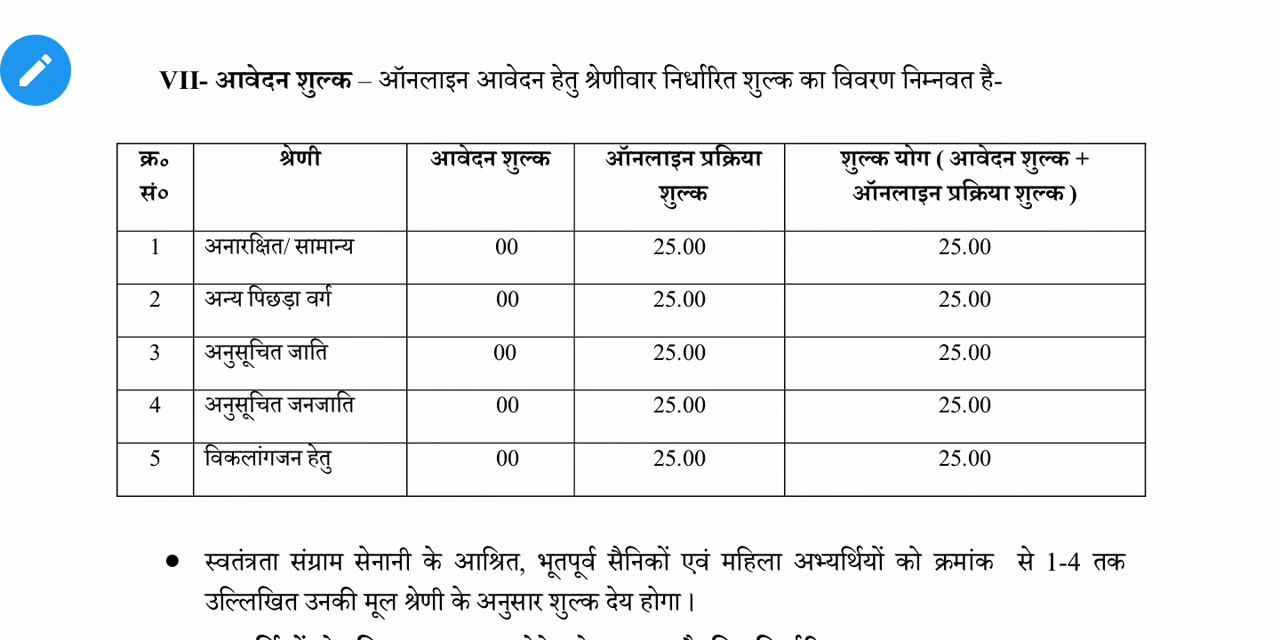 VII- आवेदन शुल्क – ऑनलाइन आवेदन हेतु श्रेणीवार निर्धारित शुल्क का विवरण निम्नवत है-
क्र० सं० श्रेणी आवेदन शुल्क ऑनलाइन प्रक्रिया शुल्क शुल्क योग ( आवेदन शुल्क + ऑनलाइन प्रक्रिया शुल्क )
1 अनारक्षित/ सामान्य 00 25.00 25.00
2 अन्य पिछड़ा वर्ग 00 25.00 25.00
3 अनुसूचित जाति 00 25.00 25.00
4 अनुसूचित जनजाति 00 25.00 25.00
5 विकलांगजन हेतु 00 25.00 25.00
• स्वतंत्रता संग्राम सेनानी के आश्रित, भूतपूर्व सैनिकों एवं महिला अभ्यर्थियों को क्रमांक से 1-4 तक
उल्लिखित उनकी मूल श्रेणी के अनुसार शुल्क देय होगा।